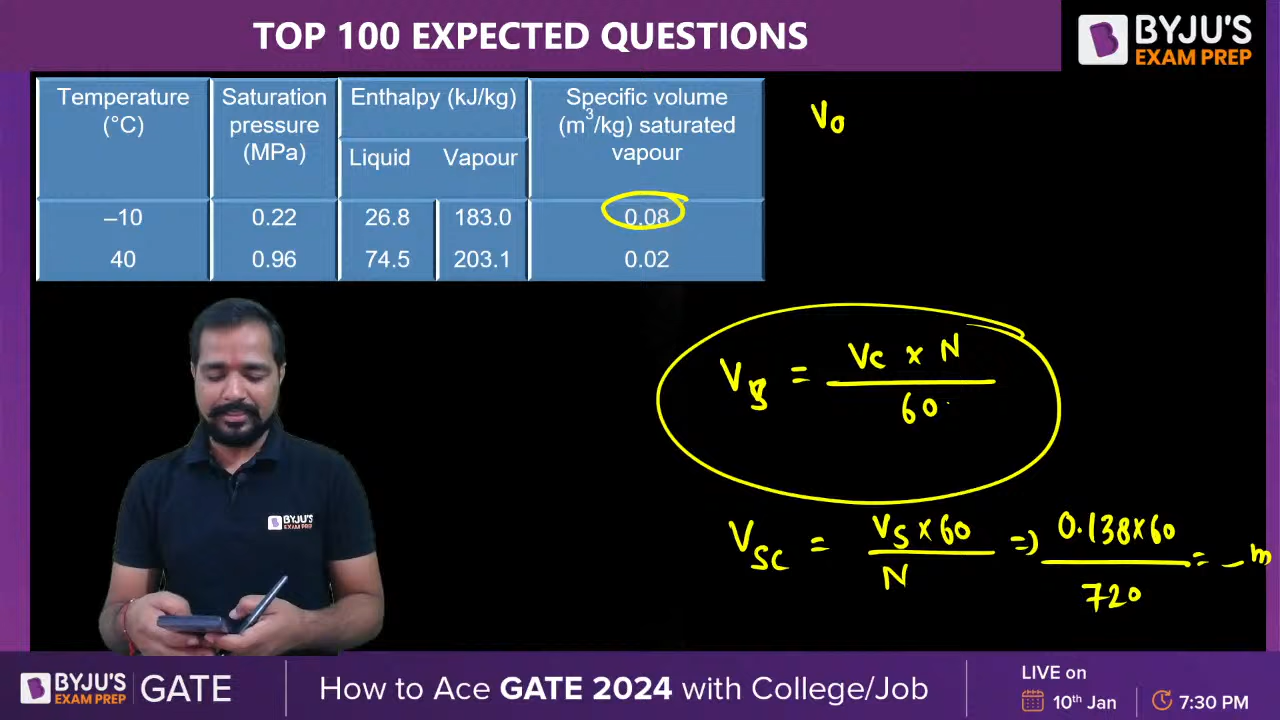 TOP 100 EXPECTED QUESTIONS
BYJU'S
EXAM PREP
Temperature (°C)
Saturation pressure (MPa)
Enthalpy (kJ/kg)
Specific volume (m³/kg) saturated vapour
Liquid Vapour
–10 0.22 26.8 183.0 0.08
40 0.96 74.5 203.1 0.02
V0
Vs = Vc × N / 60
Vsc = Vs × 60 / N ⇒ 0.138×60 / 720 = _ m
BYJU'S
EXAM PREP
BYJU'S EXAM PREP GATE
How to Ace GATE 2024 with College/Job
LIVE on
10th Jan 7:30 PM